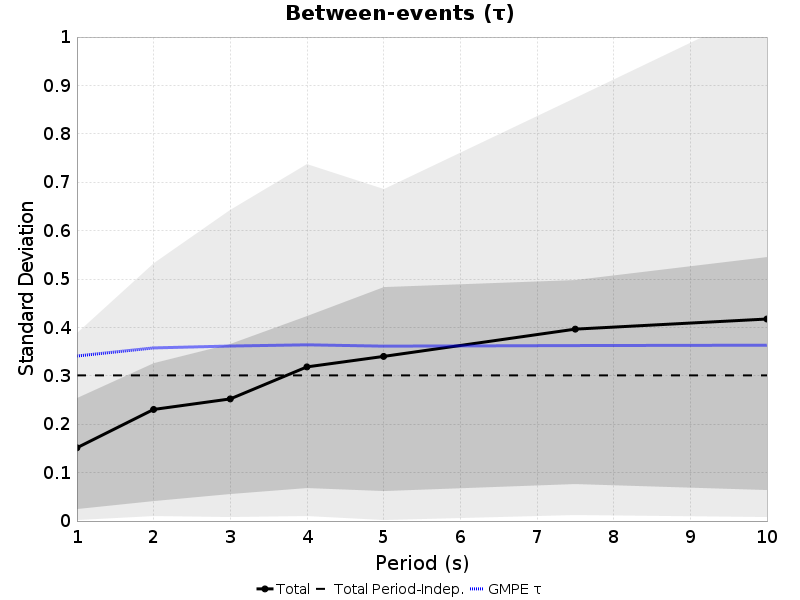 Between-events (τ)
Standard Deviation
1
0.9
0.8
0.7
0.6
0.5
0.4
0.3
0.2
0.1
0
1 2 3 4 5 6 7 8 9 10
Period (s)
Total Total Period-Indep. GMPE τ